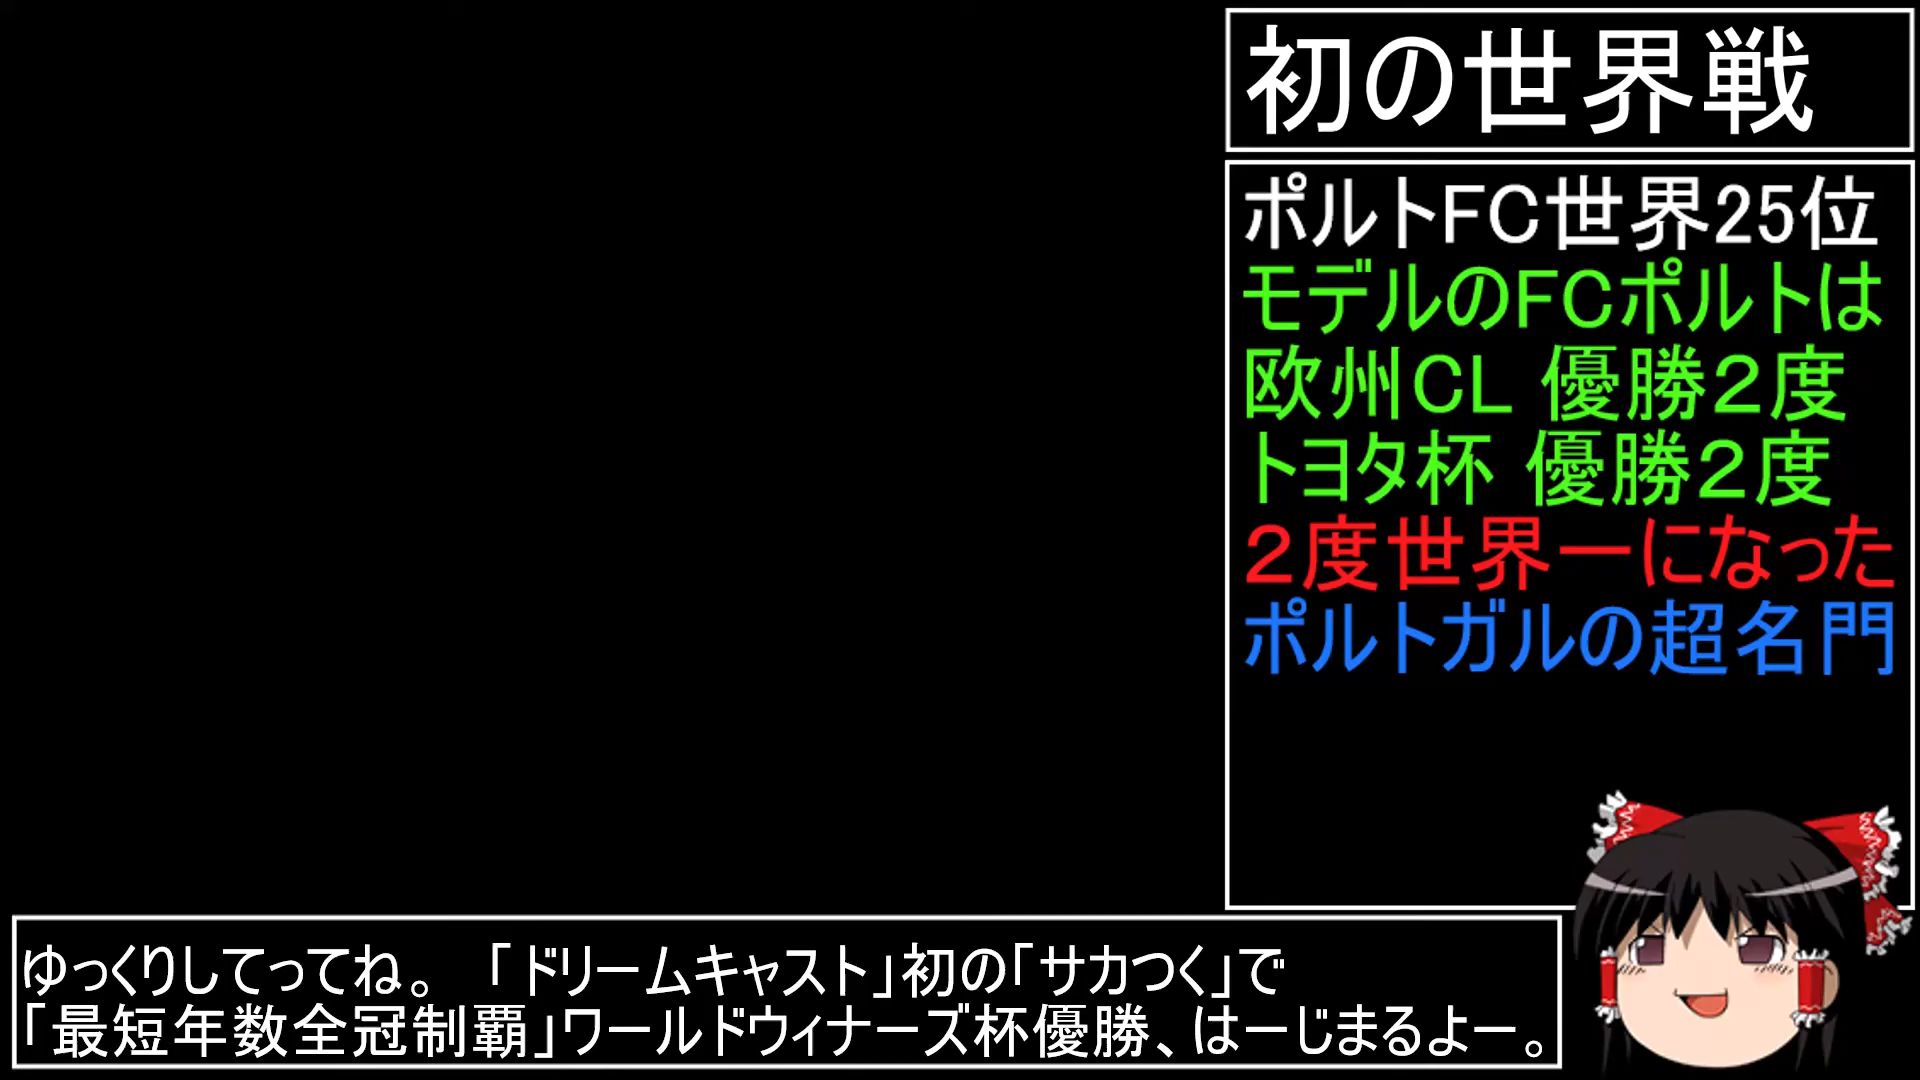 初の世界戦
ポルトFC世界25位
モデルのFCポルトは
欧州CL 優勝2度
トヨタ杯 優勝2度
2度世界一になった
ポルトガルの超名門
ゆっくりしてってね。「ドリームキャスト」初の「サカつく」で
「最短年数全冠制覇」ワールドウィナーズ杯優勝、はーじまるよー。